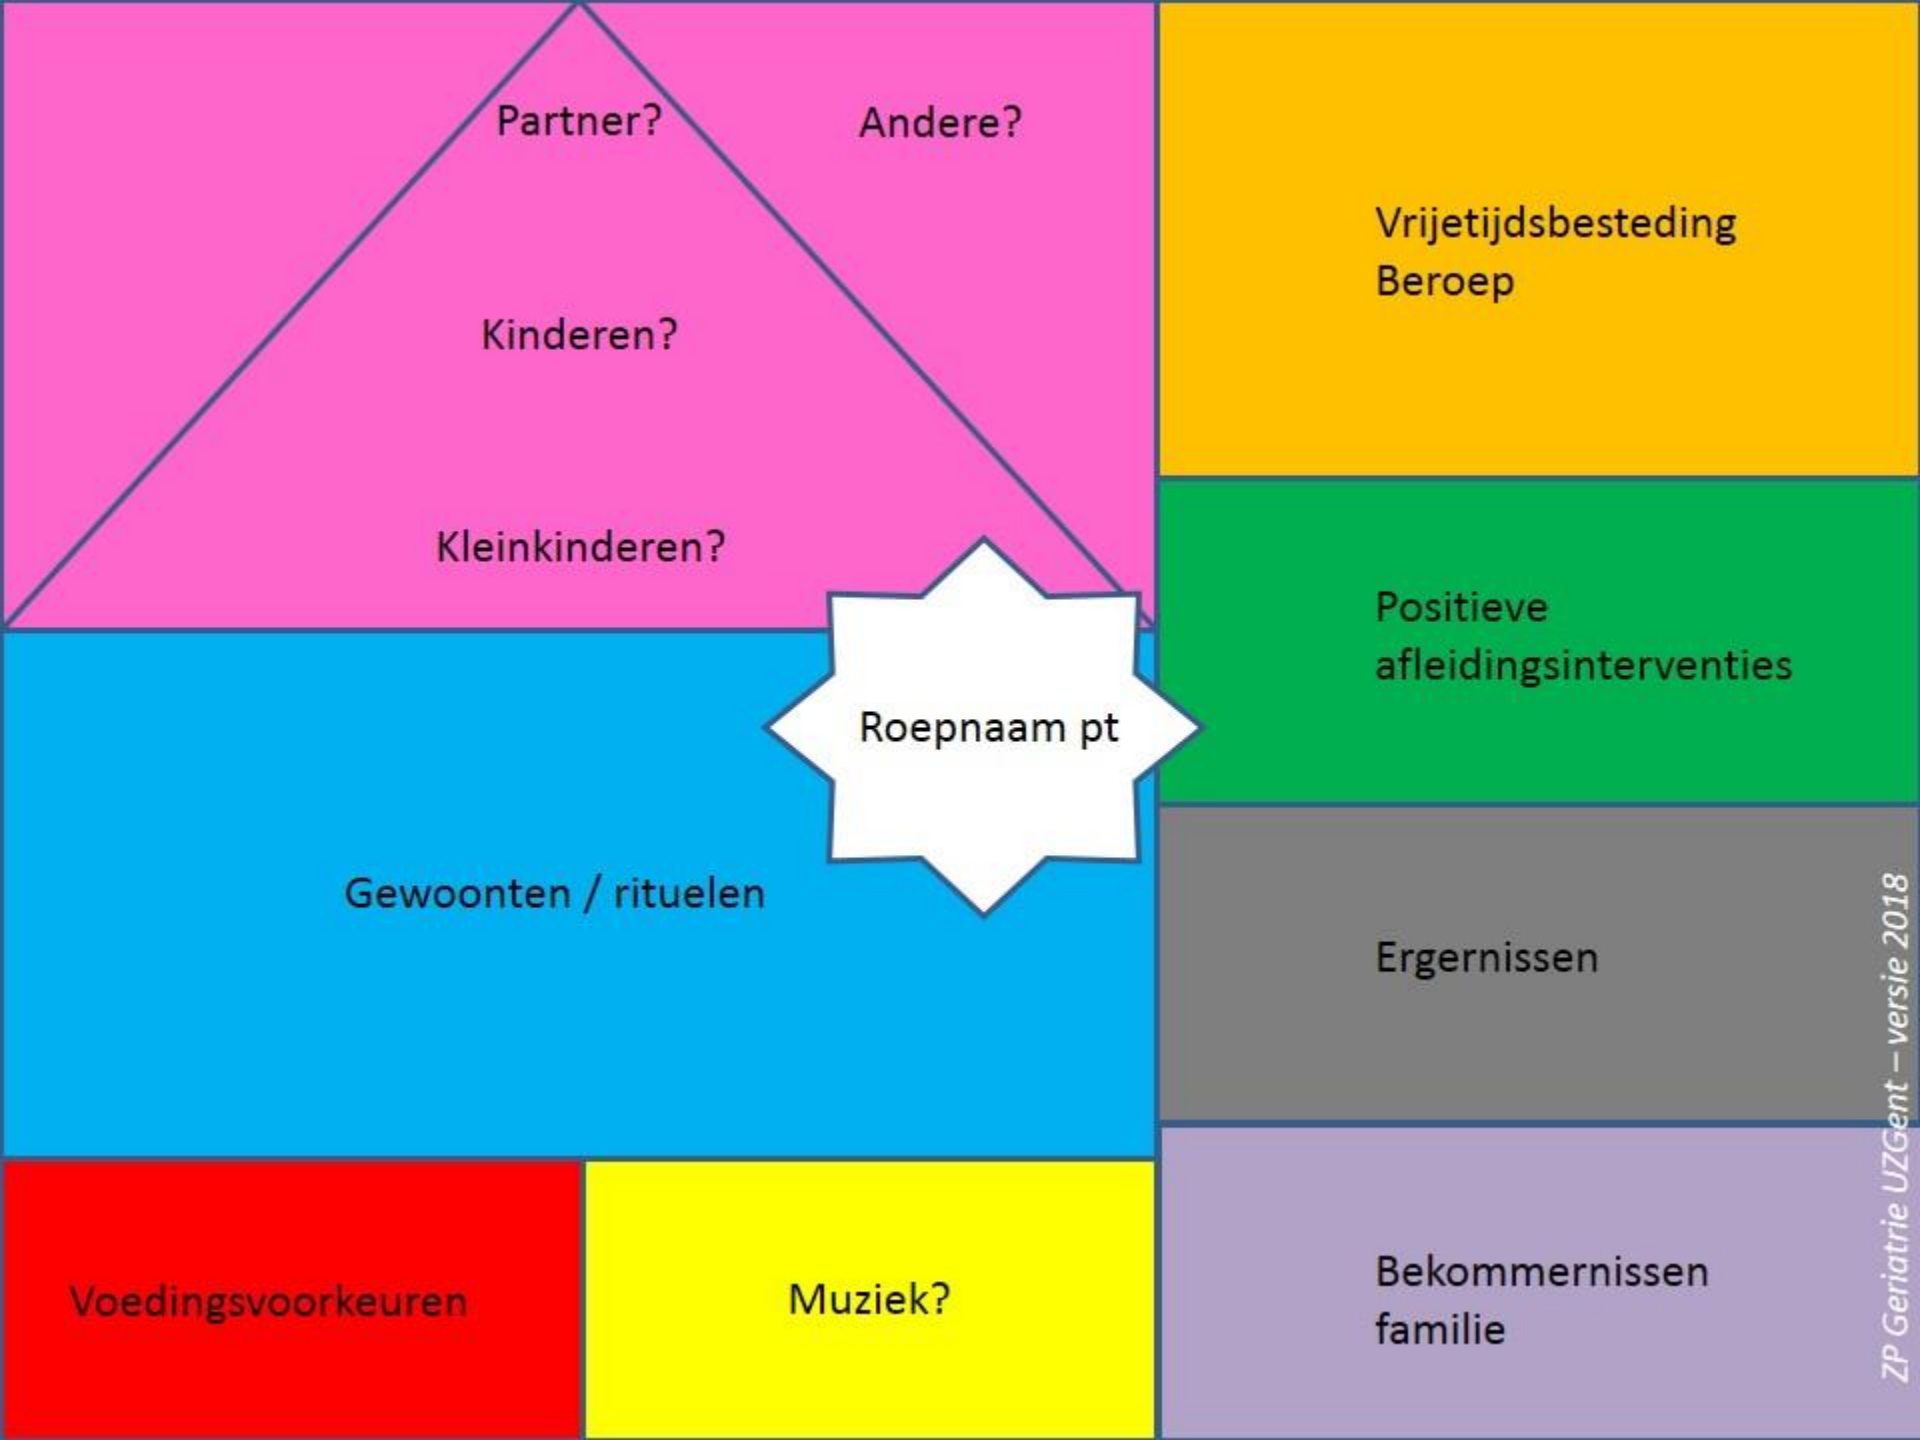 Partner?
Andere?
Kinderen?
Kleinkinderen?
Vrijetijdsbesteding
Beroep
Positieve
afleidingsinterventies
Roepnaam pt
Gewoonten / rituelen
Ergernissen
Voedingsvoorkeuren
Muziek?
Bekommernissen
familie
ZP Geriatrie UZGent – versie 2018